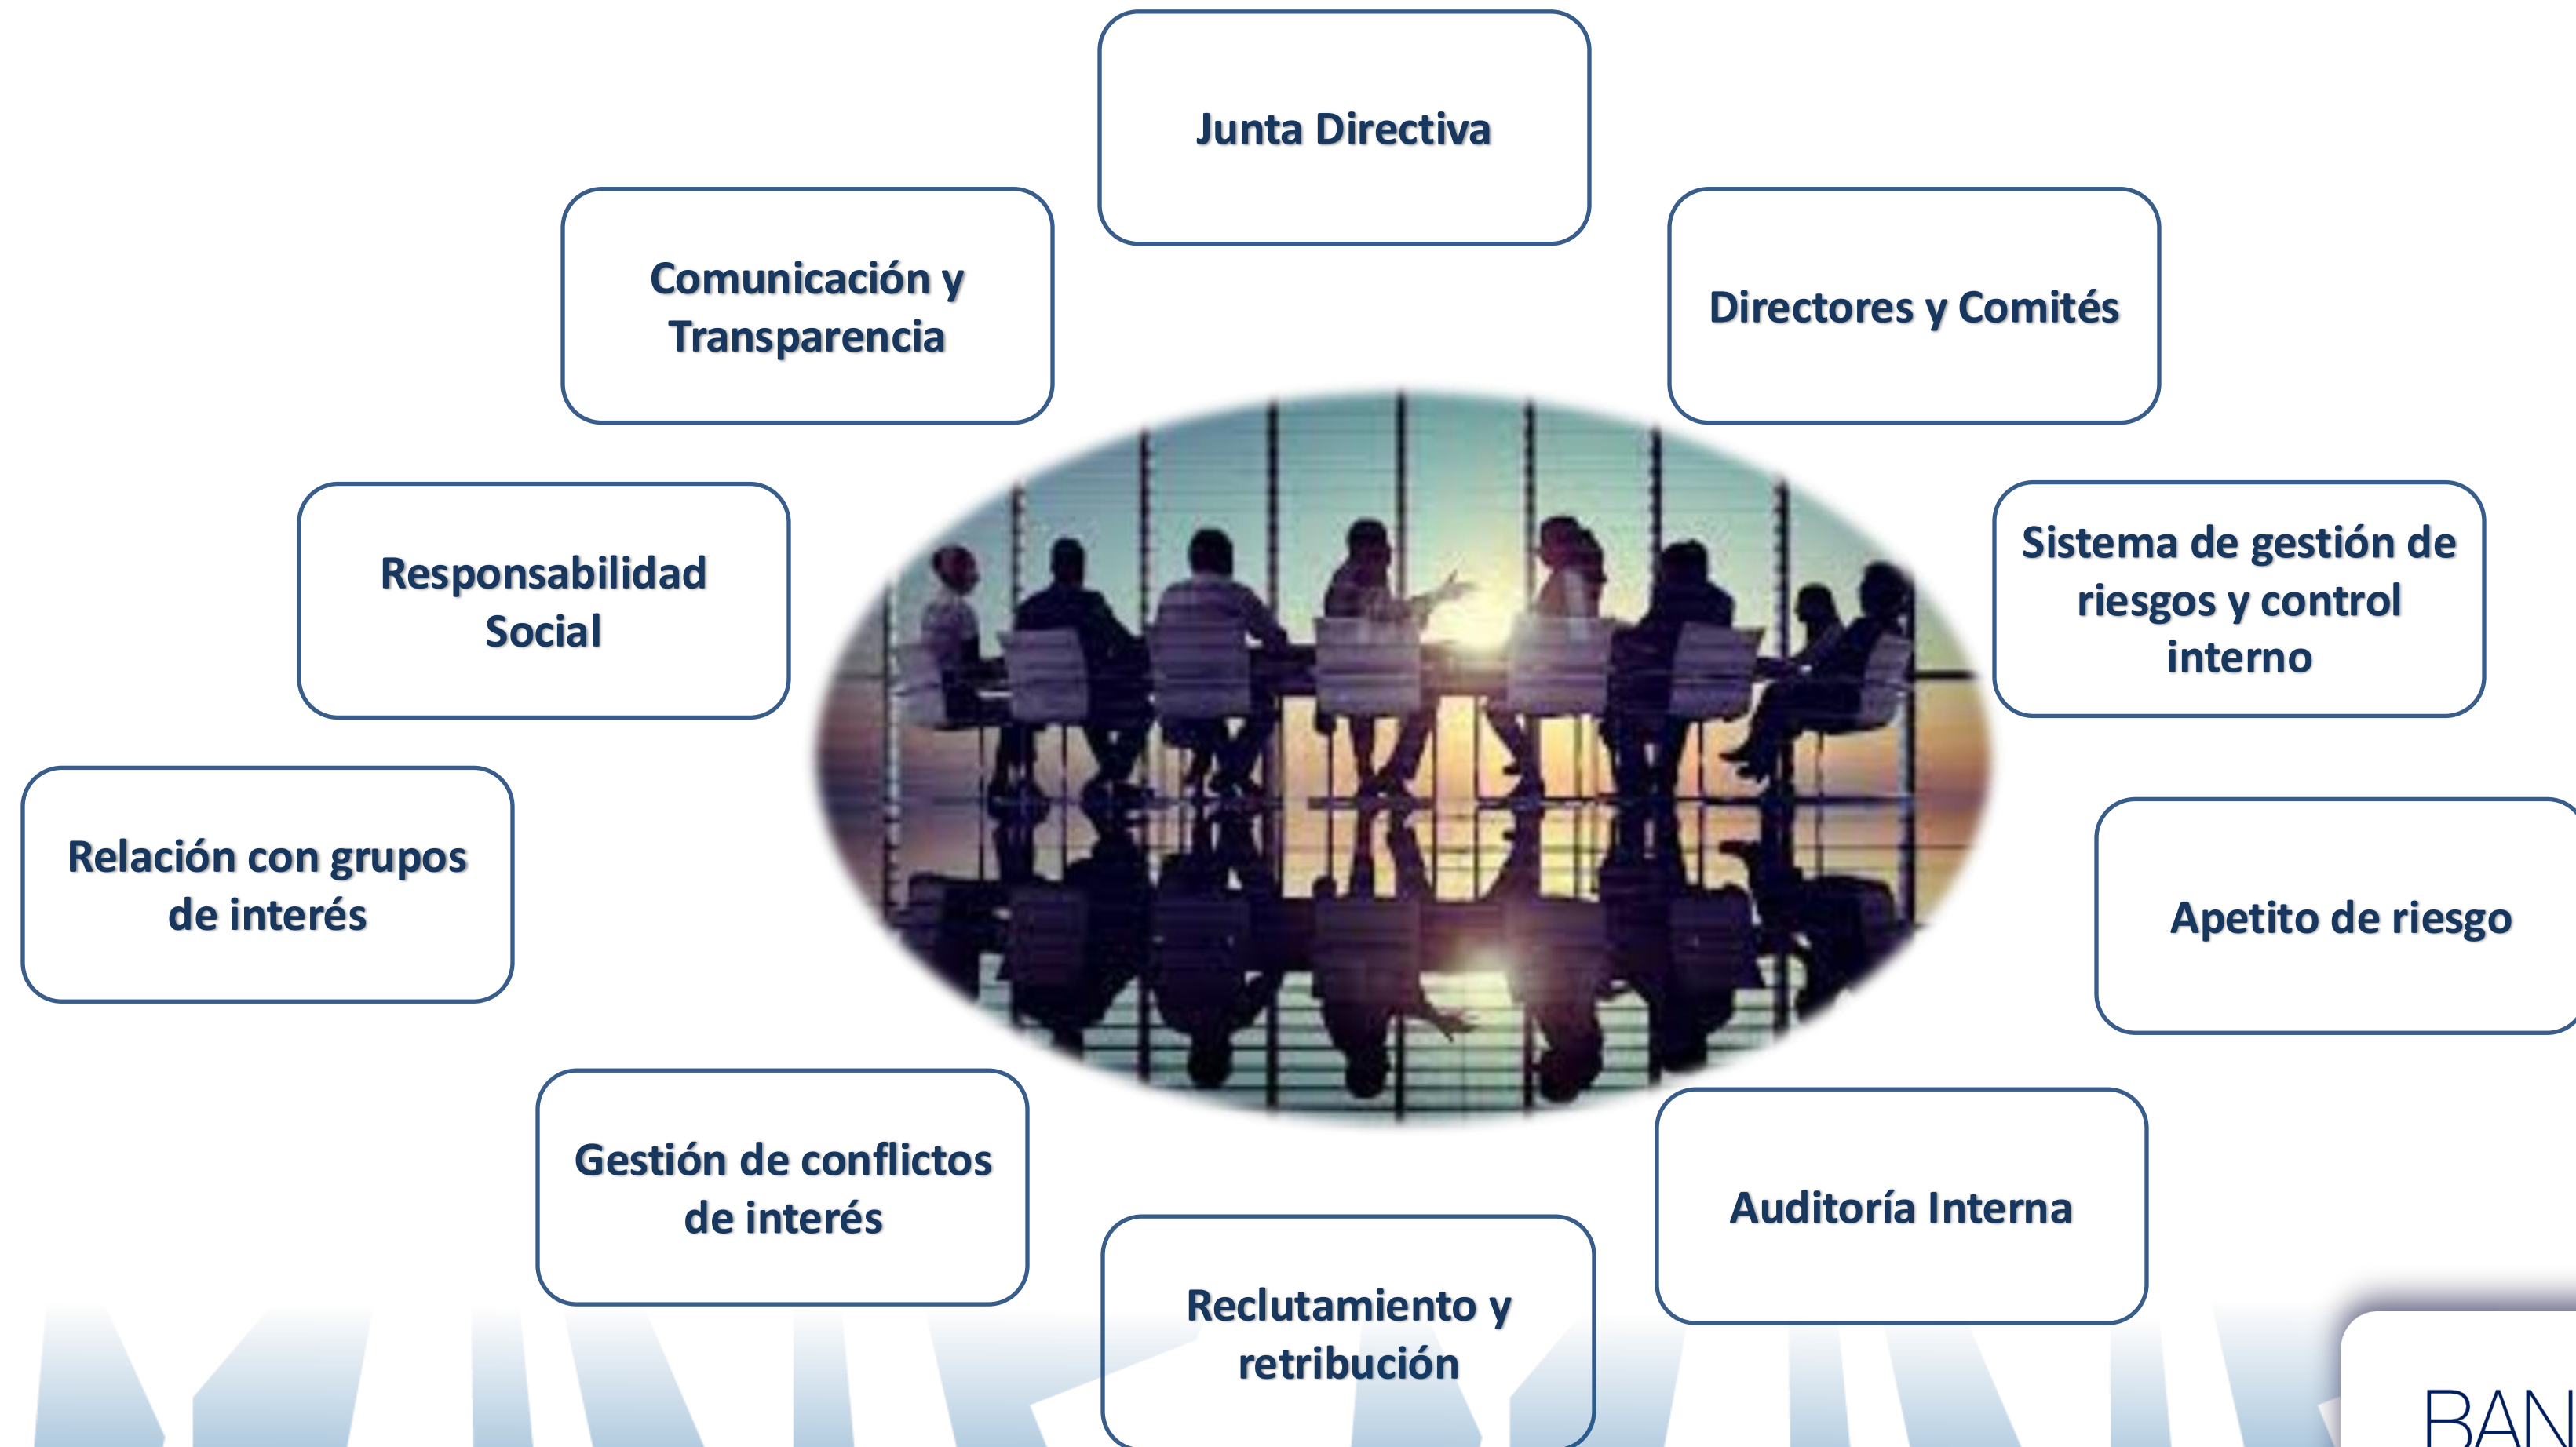 Junta Directiva
Comunicación y
Transparencia
Directores y Comités
Responsabilidad
Social
Sistema de gestión de
riesgos y control
interno
Relación con grupos
de interés
Apetito de riesgo
Gestión de conflictos
de interés
Auditoría Interna
Reclutamiento y
retribución
BAN